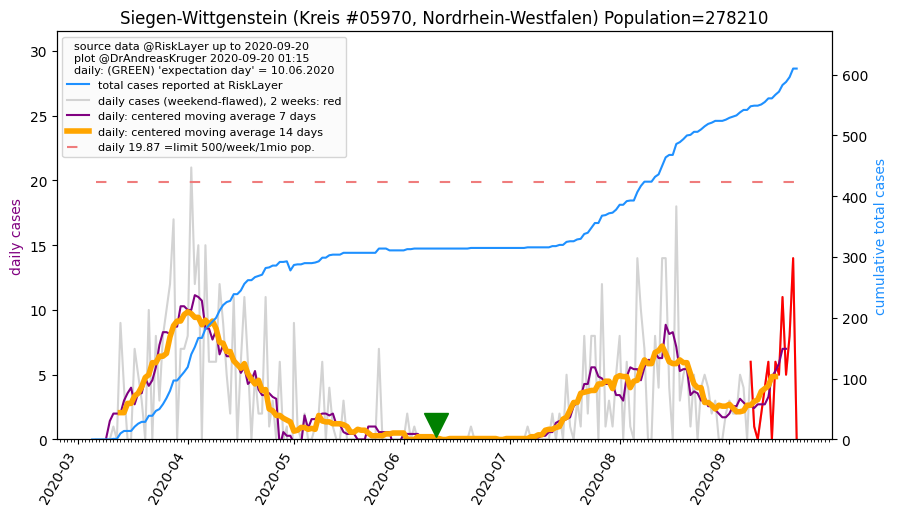 Siegen-Wittgenstein (Kreis #05970, Nordrhein-Westfalen) Population=278210
source data @RiskLayer up to 2020-09-20
plot @DrAndreasKruger 2020-09-20 01:15
daily: (GREEN) 'expectation day' = 10.06.2020
total cases reported at RiskLayer
daily cases (weekend-flawed), 2 weeks: red
daily: centered moving average 7 days
daily: centered moving average 14 days
daily 19.87 =limit 500/week/1mio pop.
daily cases
30
25
20
15
10
5
0
cumulative total cases
600
500
400
300
200
100
0
2020-03
2020-04
2020-05
2020-06
2020-07
2020-08
2020-09